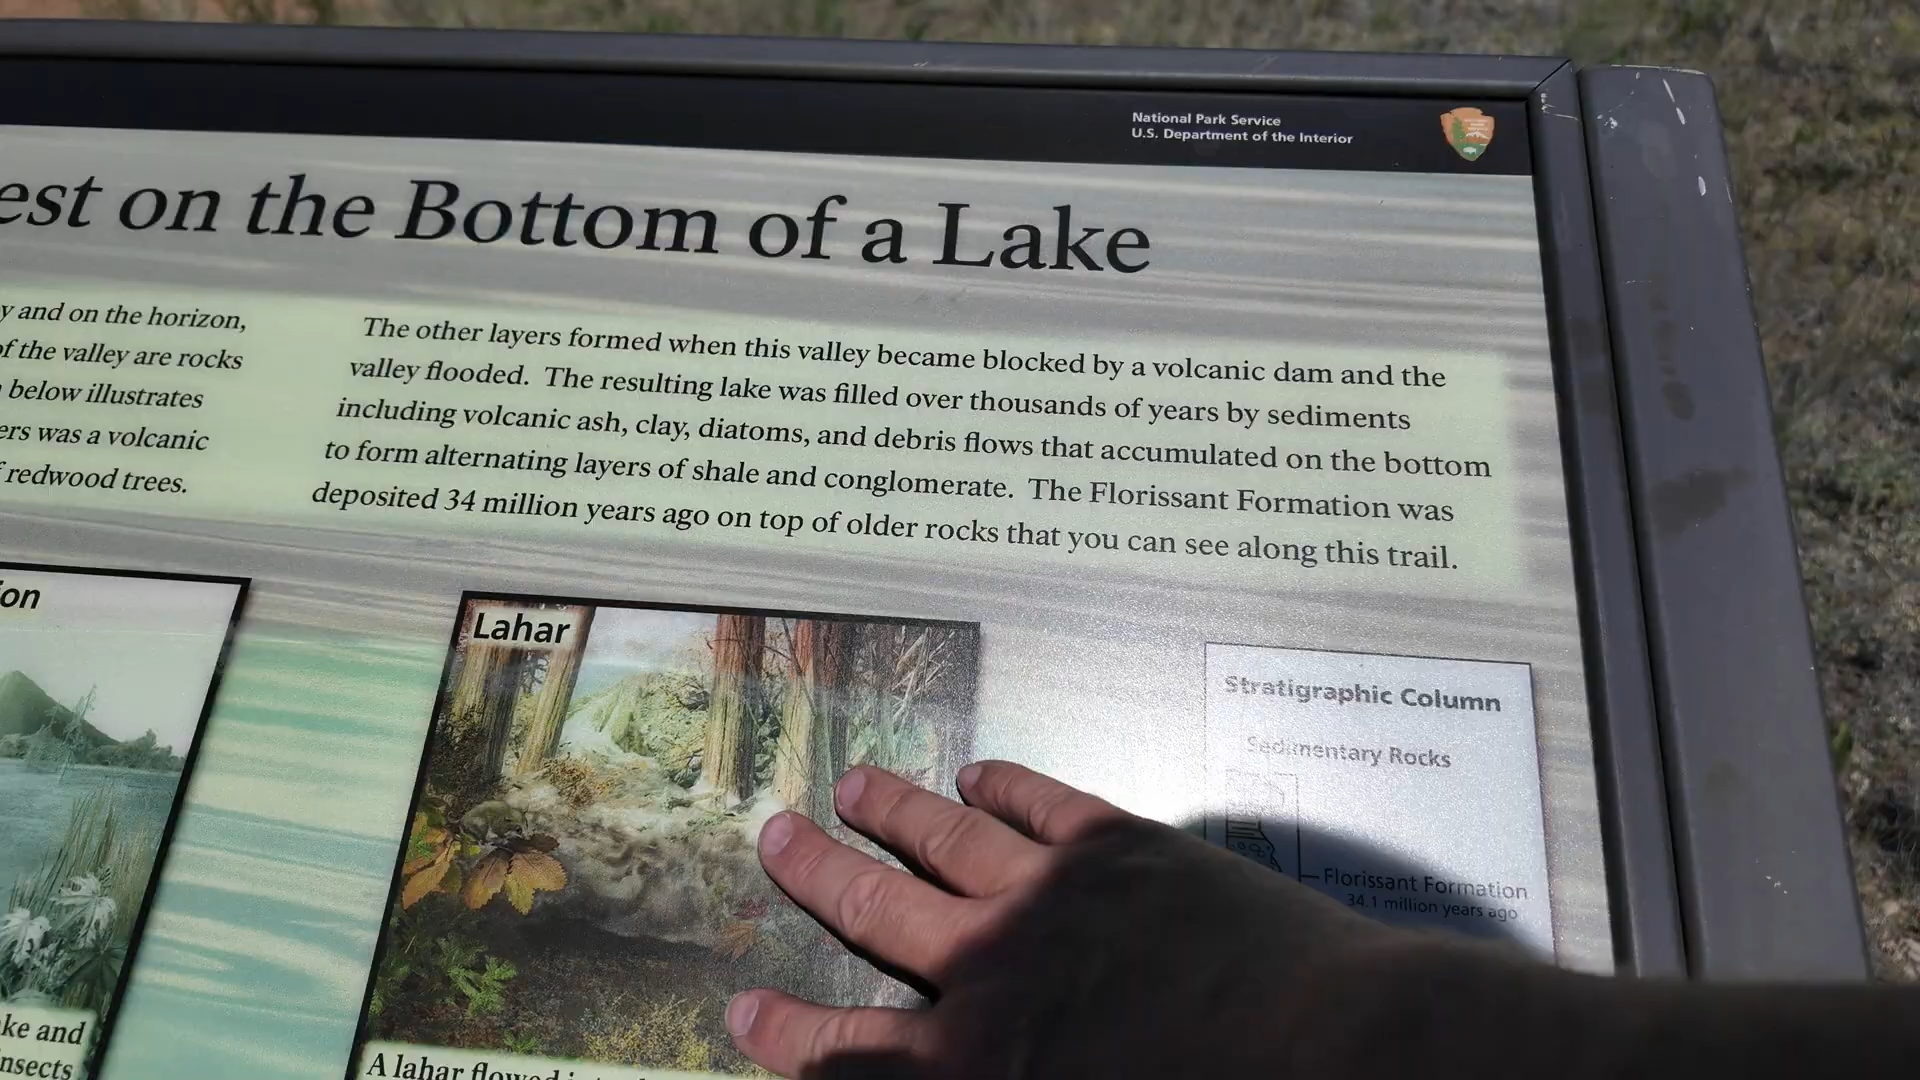 National Park Service
U.S. Department of the Interior
est on the Bottom of a Lake
y and on the horizon,
of the valley are rocks
below illustrates
ers was a volcanic
redwood trees.
The other layers formed when this valley became blocked by a volcanic dam and the
valley flooded. The resulting lake was filled over thousands of years by sediments
including volcanic ash, clay, diatoms, and debris flows that accumulated on the bottom
to form alternating layers of shale and conglomerate. The Florissant Formation was
deposited 34 million years ago on top of older rocks that you can see along this trail.
ion
ke and
nsects
Lahar
A lahar flowed
Stratigraphic Column
Sedimentary Rocks
Florissant Formation
34.1 million years ago